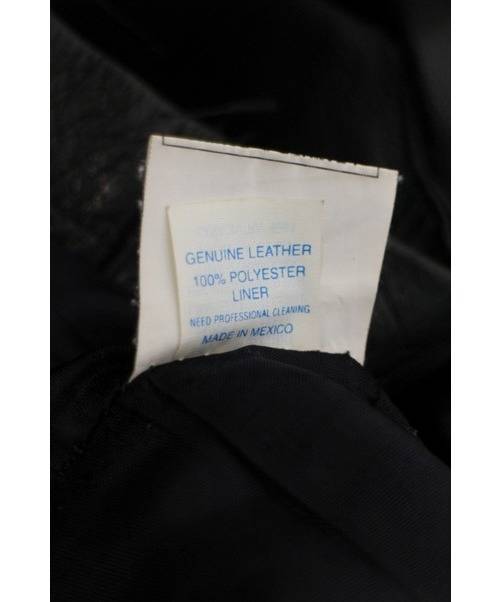 GENUINE LEATHER
100% POLYESTER
LINER
NEED PROFESSIONAL CLEANING
MADE IN MEXICO